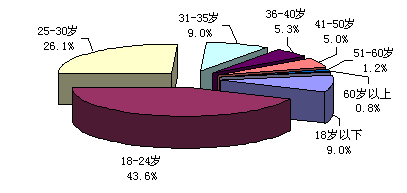 31-35岁
9.0%
36-40岁
5.3%
41-50岁
5.0%
51-60岁
1.2%
60岁以上
0.8%
18岁以下
9.0%
18-24岁
43.6%
25-30岁
26.1%